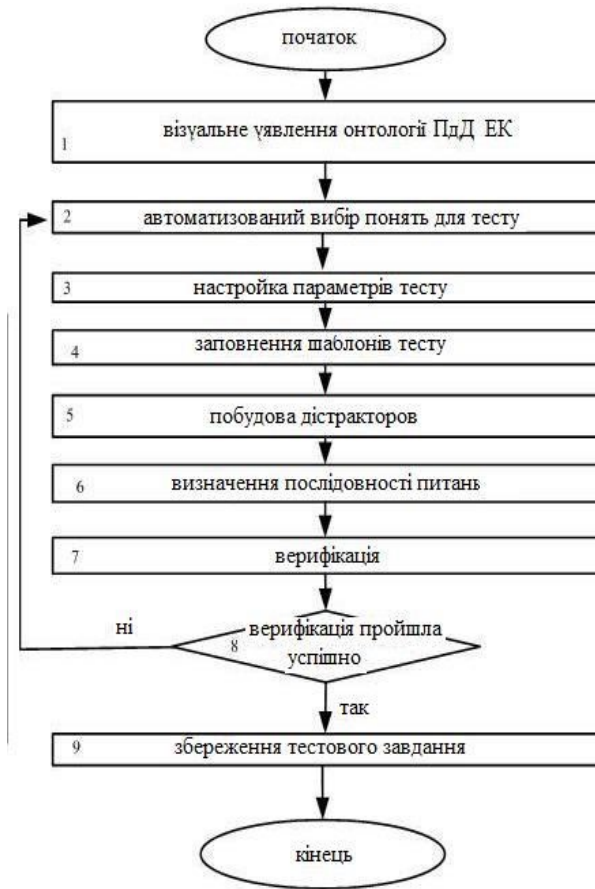 початок
1 візуальне уявлення онтології ПдД ЕК
2 автоматизований вибір понять для тесту
3 настройка параметрів тесту
4 заповнення шаблонів тесту
5 побудова дістракторов
6 визначення послідовності питань
7 верифікація
ні
8 верифікація пройшла
успішно
так
9 збереження тестового завдання
кінець